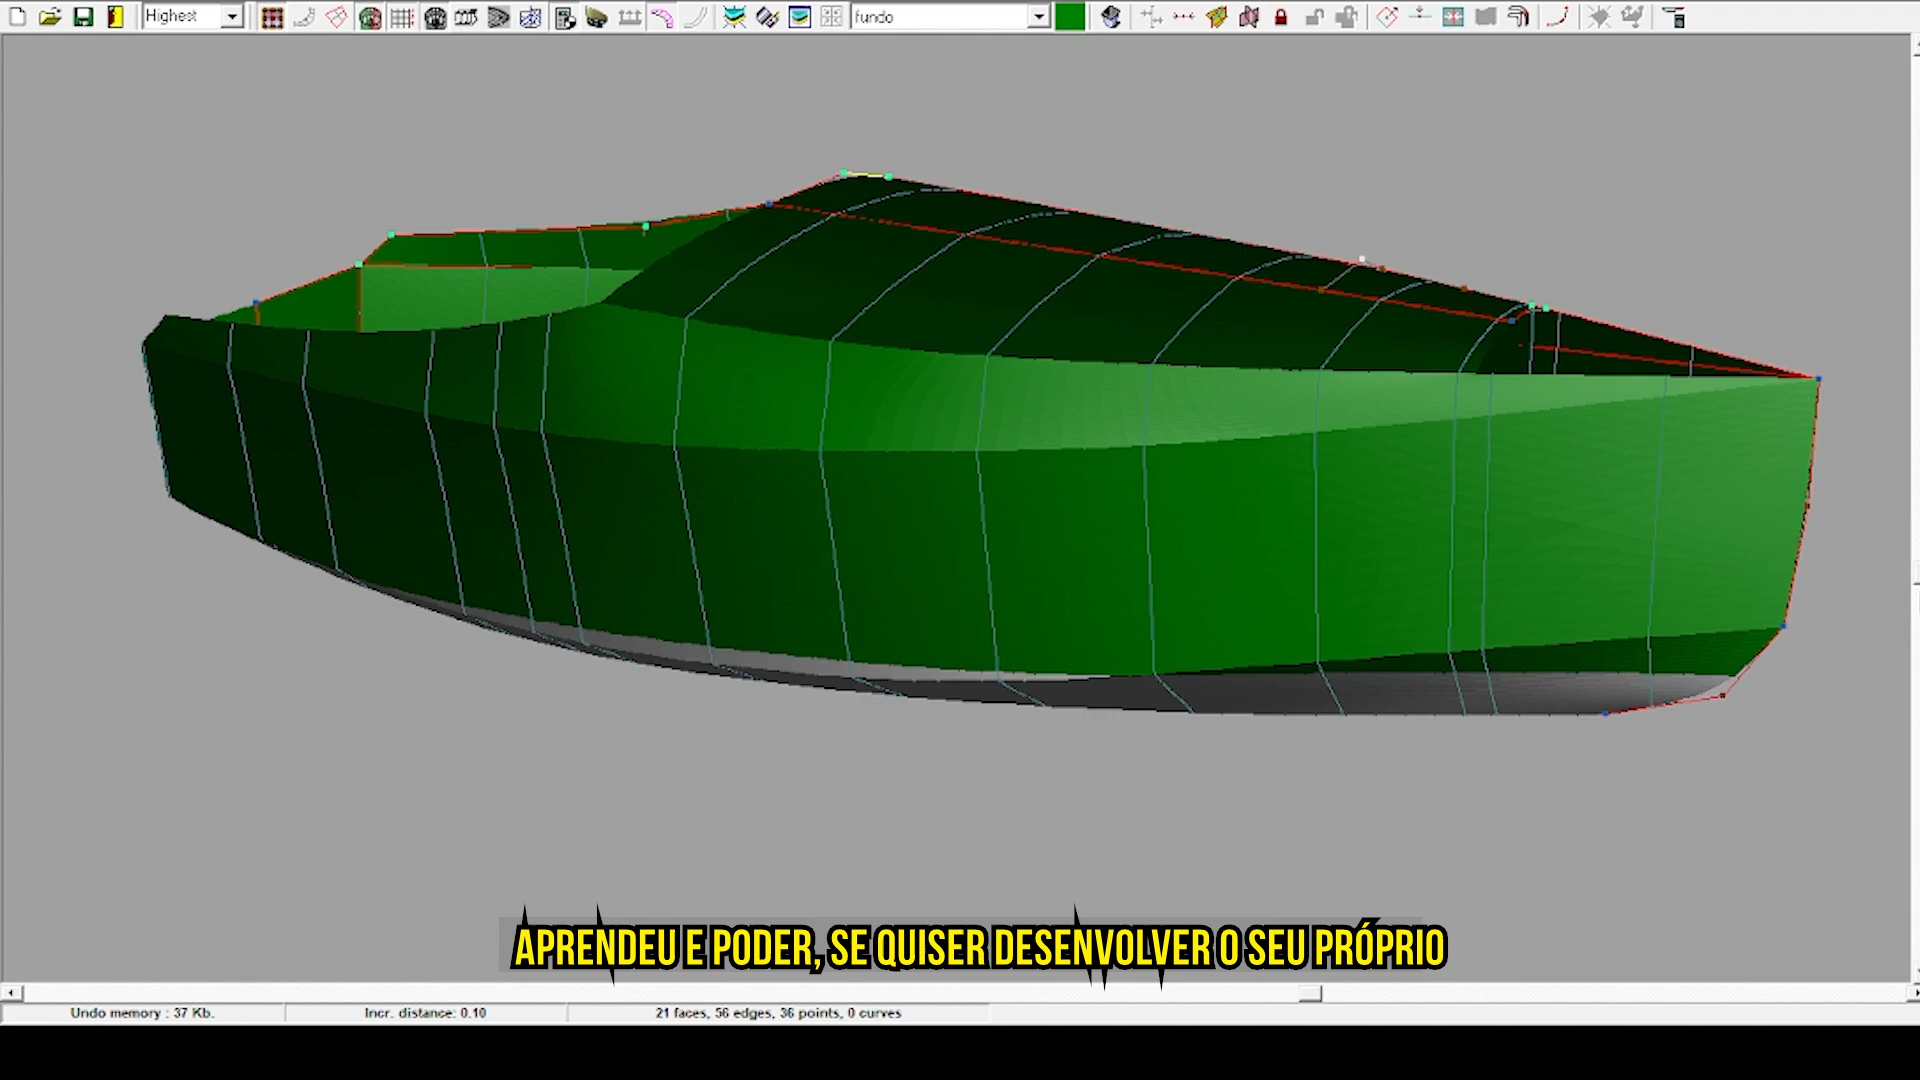 Highest
fundo
APRENDEU E PODER, SE QUISER DESENVOLVER O SEU PRÓPRIO
Undo memory : 37 Kb.
Incr. distance: 0.10
21 faces, 56 edges, 36 points, 0 curves